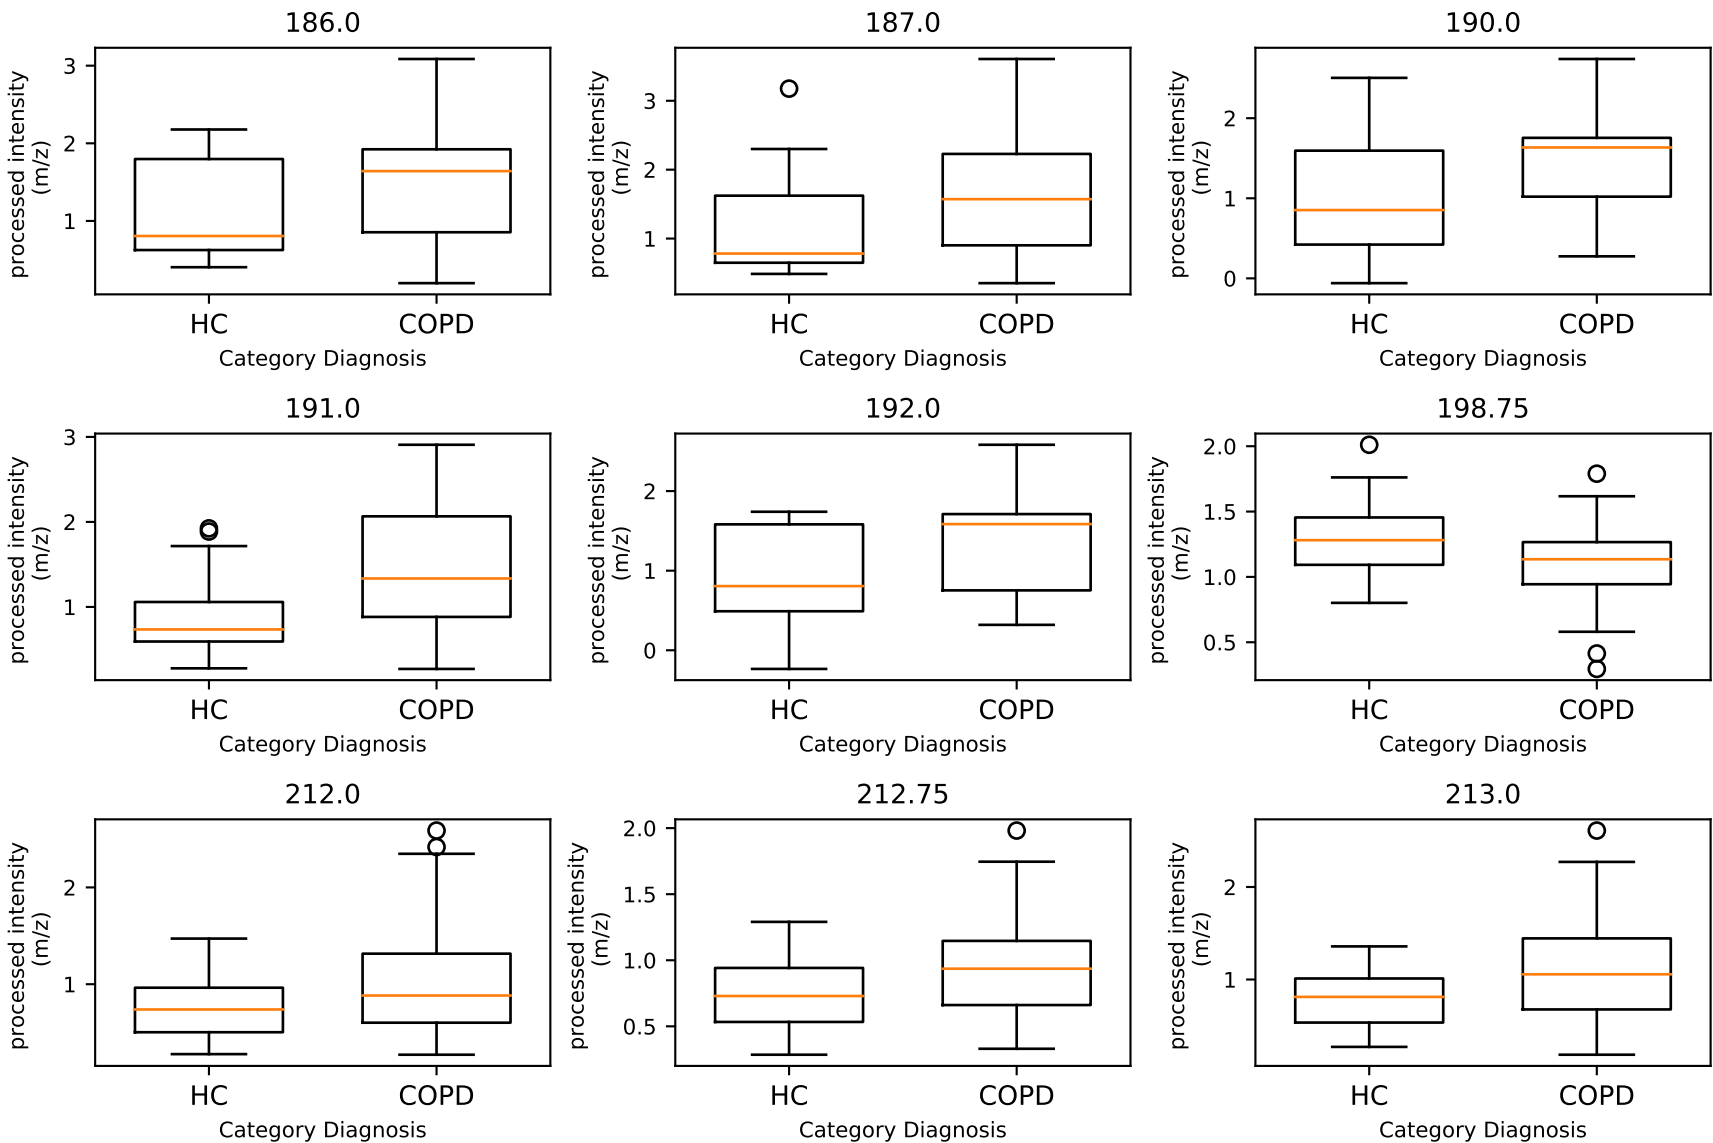 186.0
processed intensity
(m/z)
3
2
1
HC
COPD
Category Diagnosis
187.0
processed intensity
(m/z)
3
2
1
HC
COPD
Category Diagnosis
190.0
processed intensity
(m/z)
2
1
0
HC
COPD
Category Diagnosis
191.0
processed intensity
(m/z)
3
2
1
HC
COPD
Category Diagnosis
192.0
processed intensity
(m/z)
2
1
0
HC
COPD
Category Diagnosis
198.75
processed intensity
(m/z)
2.0
1.5
1.0
0.5
HC
COPD
Category Diagnosis
212.0
processed intensity
(m/z)
2
1
HC
COPD
Category Diagnosis
212.75
processed intensity
(m/z)
2.0
1.5
1.0
0.5
HC
COPD
Category Diagnosis
213.0
processed intensity
(m/z)
2
1
HC
COPD
Category Diagnosis